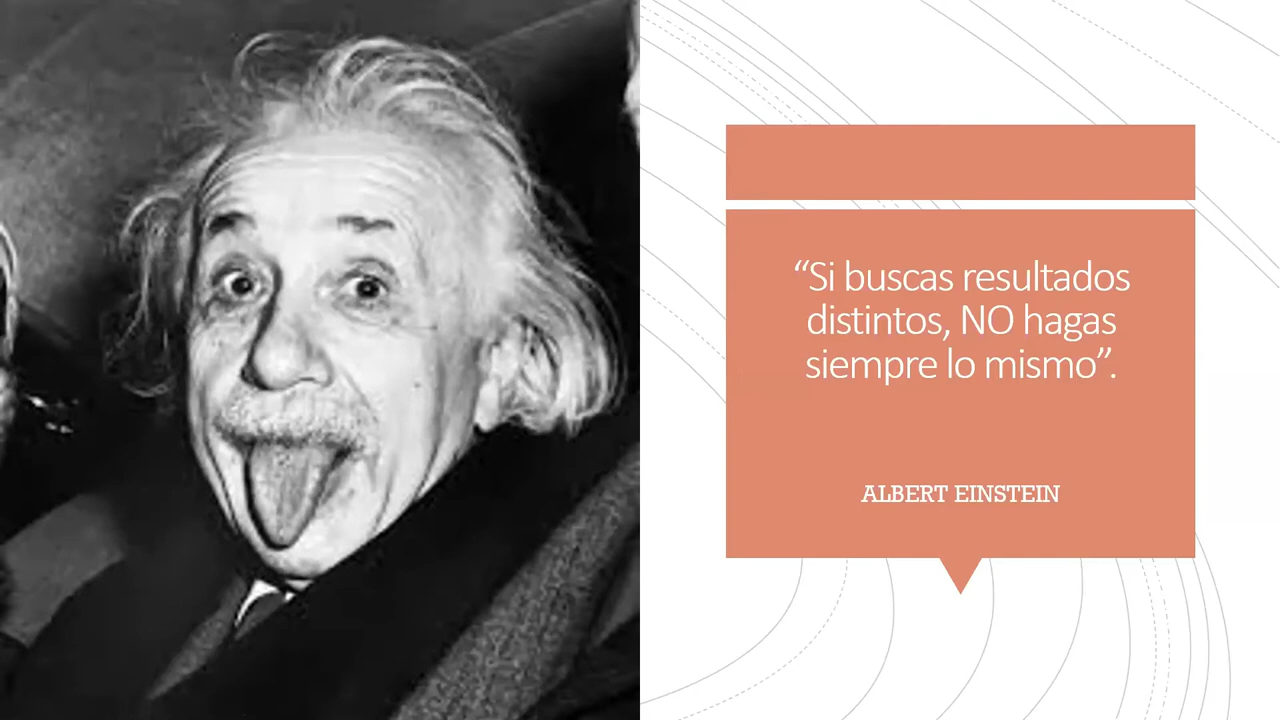 “Si buscas resultados
distintos, NO hagas
siempre lo mismo”.
ALBERT EINSTEIN